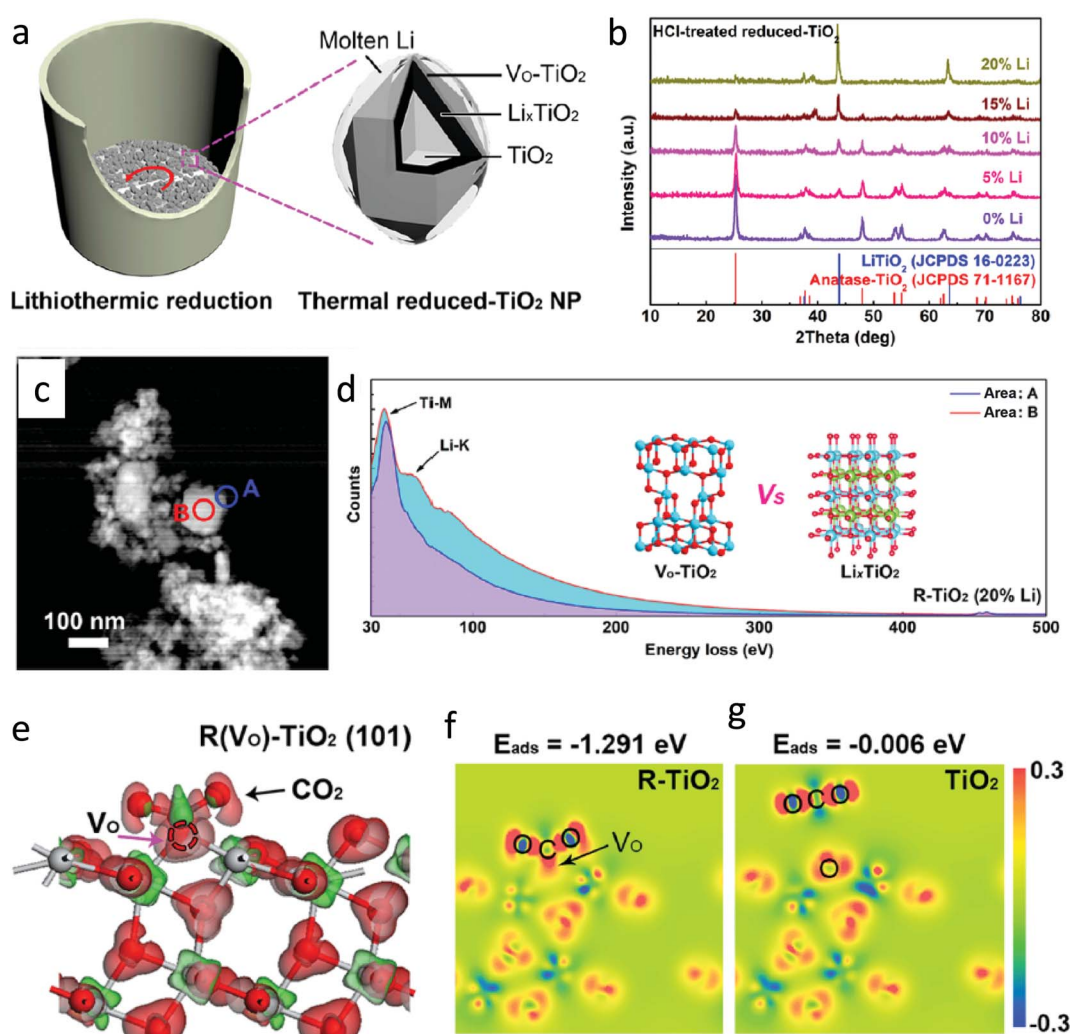 a
Molten Li
Vo-TiO₂
LiₓTiO₂
TiO₂
Lithiothermic reduction
Thermal reduced-TiO₂ NP
b
HCl-treated reduced-TiO₂
20% Li
15% Li
10% Li
5% Li
0% Li
LiTiO₂ (JCPDS 16-0223)
Anatase-TiO₂ (JCPDS 71-1167)
Intensity (a.u.)
10 20 30 40 50 60 70 80
2Theta (deg)
c
A
B
100 nm
d
Ti-M
Li-K
Area: A
Area: B
Vs
Vo-TiO₂
LiₓTiO₂
R-TiO₂ (20% Li)
Counts
30 100 200 300 400 500
Energy loss (eV)
e
R(Vo)-TiO₂ (101)
CO₂
Vo
f
Eads = -1.291 eV
R-TiO₂
O C O
Vo
g
Eads = -0.006 eV
TiO₂
O C O
O
0.3
-0.3